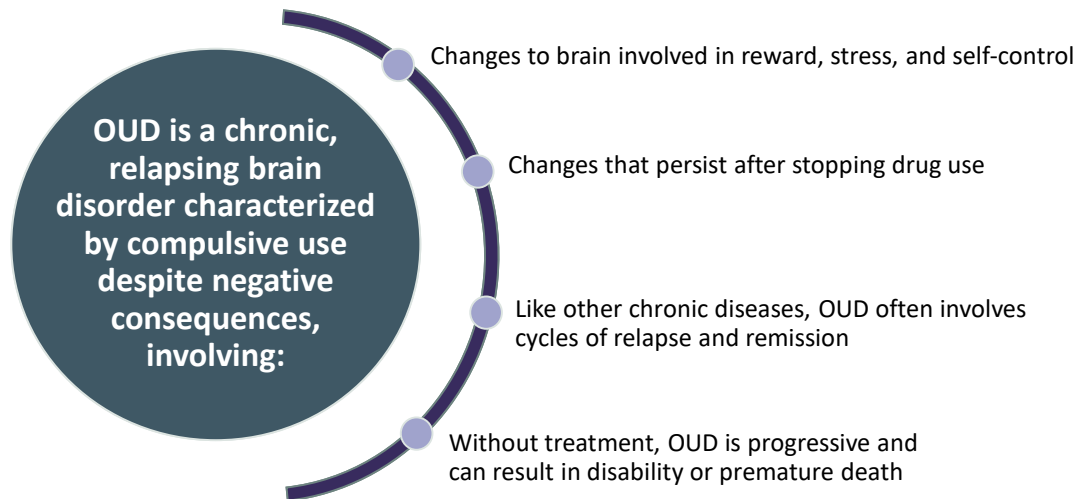 OUD is a chronic,
relapsing brain
disorder characterized
by compulsive use
despite negative
consequences,
involving:
Changes to brain involved in reward, stress, and self-control
Changes that persist after stopping drug use
Like other chronic diseases, OUD often involves
cycles of relapse and remission
Without treatment, OUD is progressive and
can result in disability or premature death